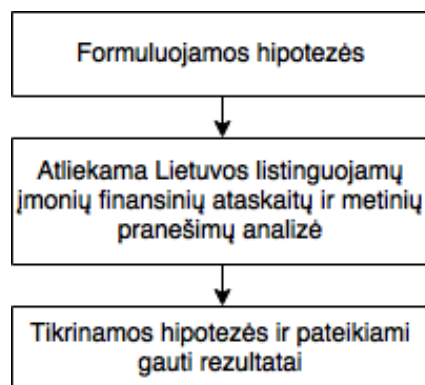 Formuluojamos hipotezės
Atliekama Lietuvos listinguojamų
įmonių finansinių ataskaitų ir metinių
pranešimų analizė
Tikrinamos hipotezės ir pateikiami
gauti rezultatai